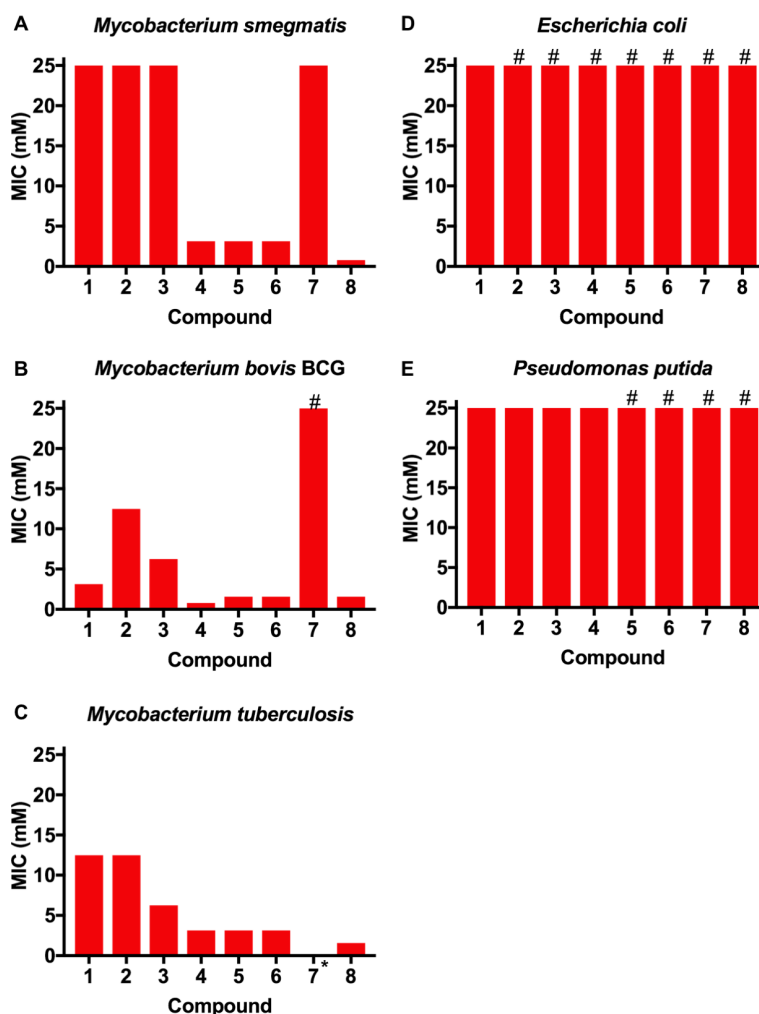 A
Mycobacterium smegmatis
MIC (mM)
25
20
15
10
5
0
1 2 3 4 5 6 7 8
Compound
B
Mycobacterium bovis BCG
#
MIC (mM)
25
20
15
10
5
0
1 2 3 4 5 6 7 8
Compound
C
Mycobacterium tuberculosis
MIC (mM)
25
20
15
10
5
0
1 2 3 4 5 6 7* 8
Compound
D
Escherichia coli
# # # # # # #
MIC (mM)
25
20
15
10
5
0
1 2 3 4 5 6 7 8
Compound
E
Pseudomonas putida
# # # #
MIC (mM)
25
20
15
10
5
0
1 2 3 4 5 6 7 8
Compound